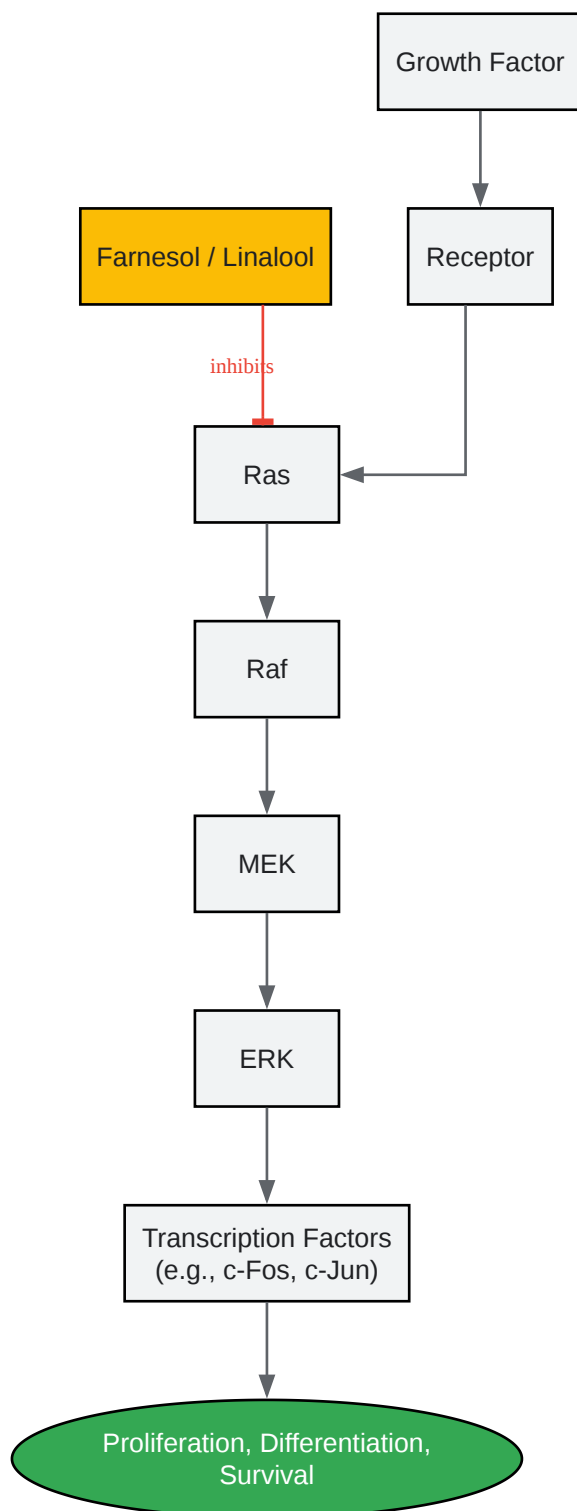 Growth Factor
Farnesol / Linalool
Receptor
inhibits
Ras
Raf
MEK
ERK
Transcription Factors
(e.g., c-Fos, c-Jun)
Proliferation, Differentiation,
Survival